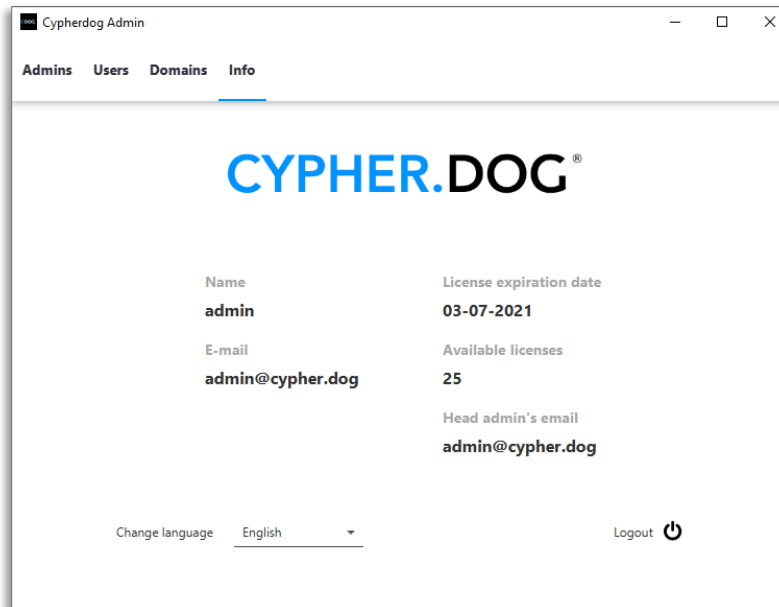 Cypherdog Admin
Admins Users Domains Info
CYPHER.DOG®
Name License expiration date
admin 03-07-2021
E-mail Available licenses
admin@cypher.dog 25
Head admin's email
admin@cypher.dog
Change language English Logout